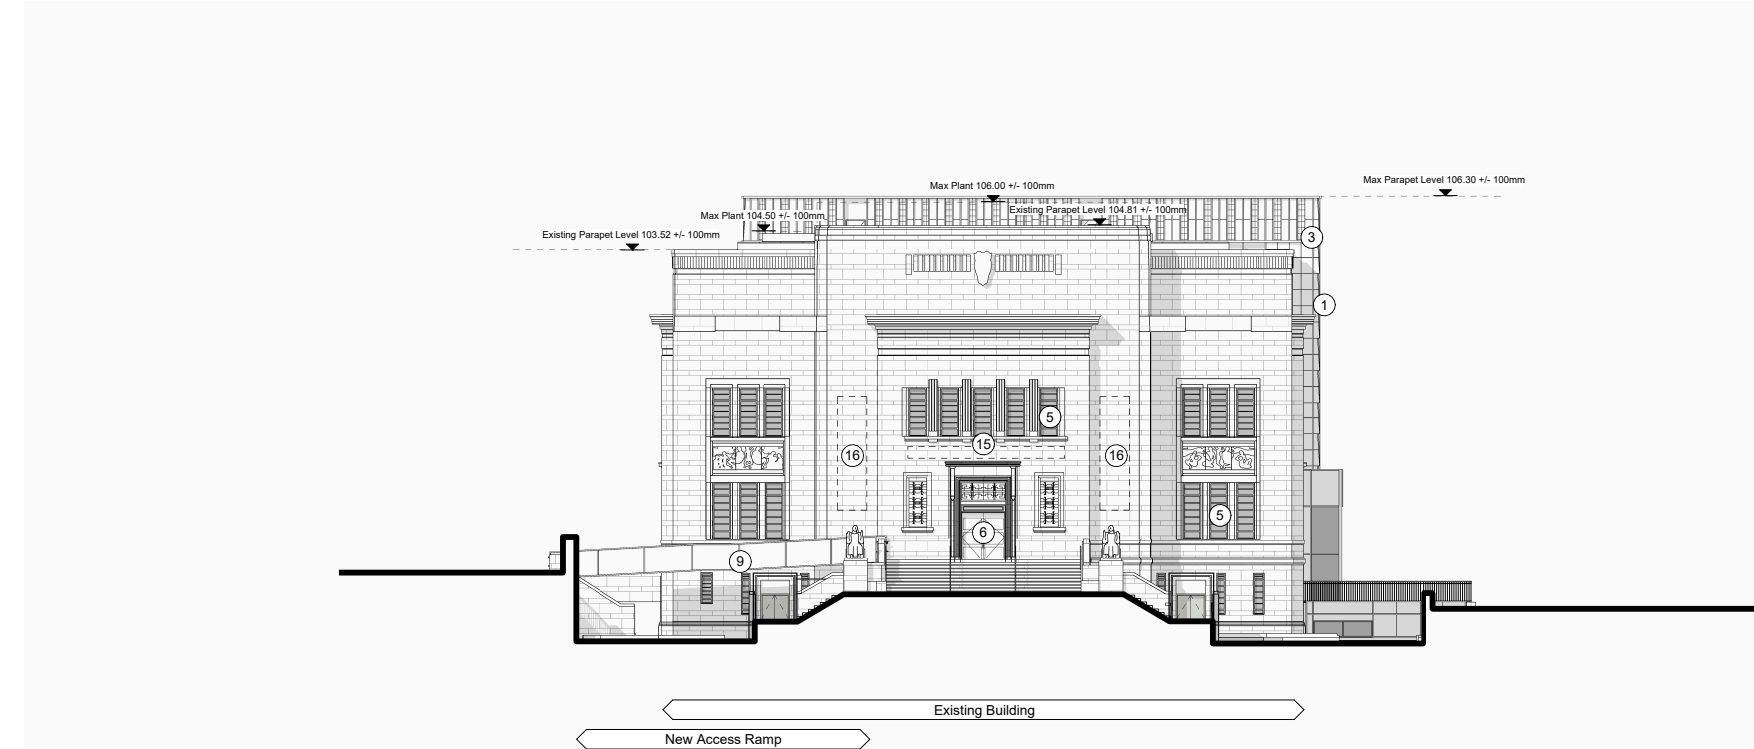 Max Parapet Level 106.30 +/- 100mm
Max Plant 106.00 +/- 100mm
Existing Parapet Level 104.81 +/- 100mm
Max Plant 104.50 +/- 100mm
Existing Parapet Level 103.52 +/- 100mm
3
1
5
15
16
16
5
6
9
Existing Building
New Access Ramp